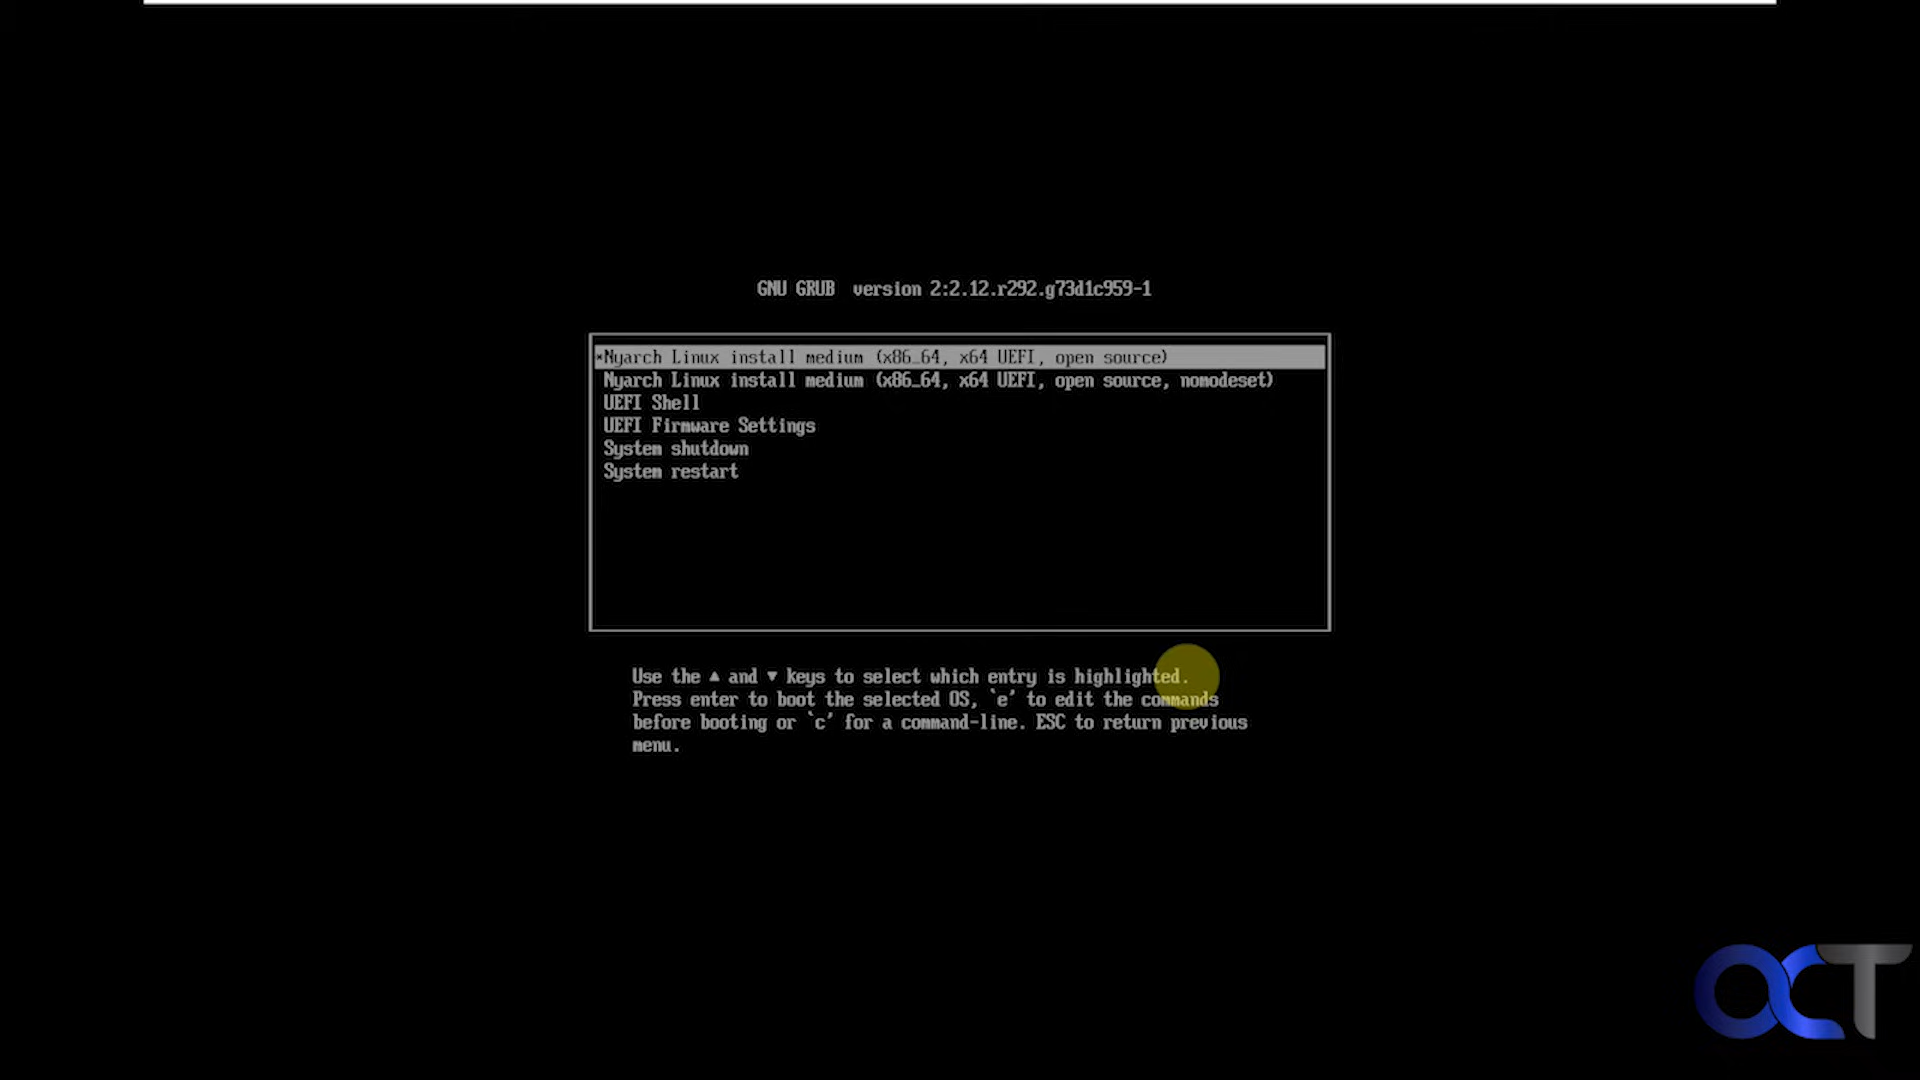 GNU GRUB  version 2:2.12.r292.g73d1c959-1
*Nyarch Linux install medium (x86_64, x64 UEFI, open source)
Nyarch Linux install medium (x86_64, x64 UEFI, open source, nomodeset)
UEFI Shell
UEFI Firmware Settings
System shutdown
System restart
Use the ▲ and ▼ keys to select which entry is highlighted.
Press enter to boot the selected OS, `e' to edit the commands
before booting or `c' for a command-line. ESC to return previous
menu.
OCT